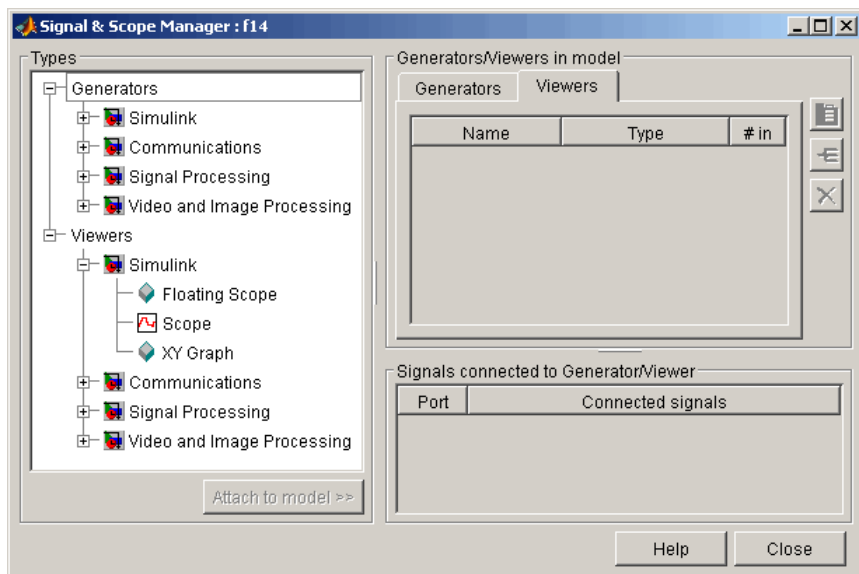 Signal & Scope Manager : f14
Types
Generators
Simulink
Communications
Signal Processing
Video and Image Processing
Viewers
Simulink
Floating Scope
Scope
XY Graph
Communications
Signal Processing
Video and Image Processing
Attach to model >>
Generators/Viewers in model
Generators Viewers
Name Type # in
Signals connected to Generator/Viewer
Port Connected signals
Help Close